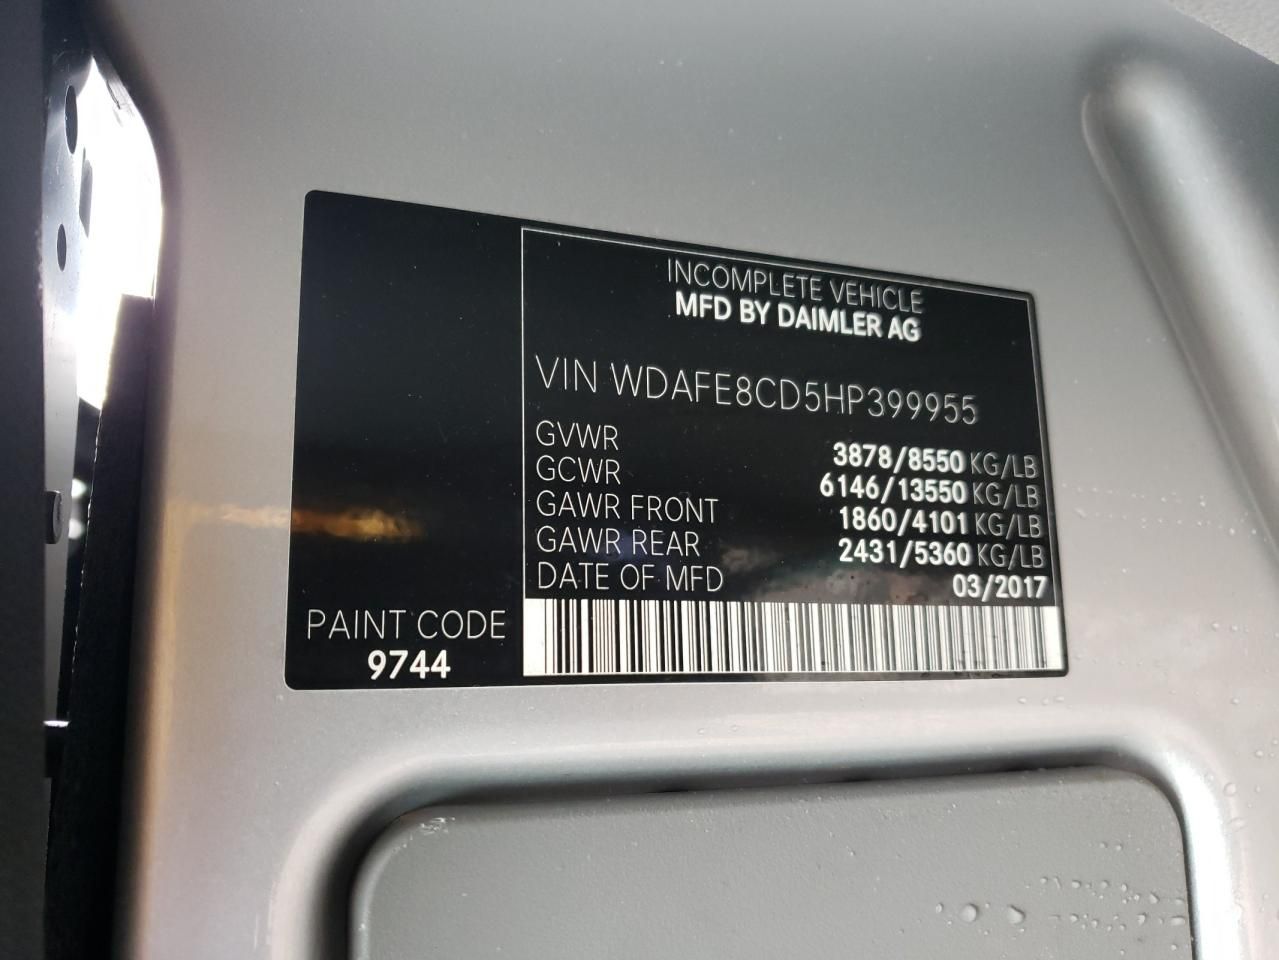 INCOMPLETE VEHICLE
MFD BY DAIMLER AG
VIN WDAFE8CD5HP399955
GVWR 3878/8550 KG/LB
GCWR 6146/13550 KG/LB
GAWR FRONT 1860/4101 KG/LB
GAWR REAR 2431/5360 KG/LB
DATE OF MFD 03/2017
PAINT CODE
9744